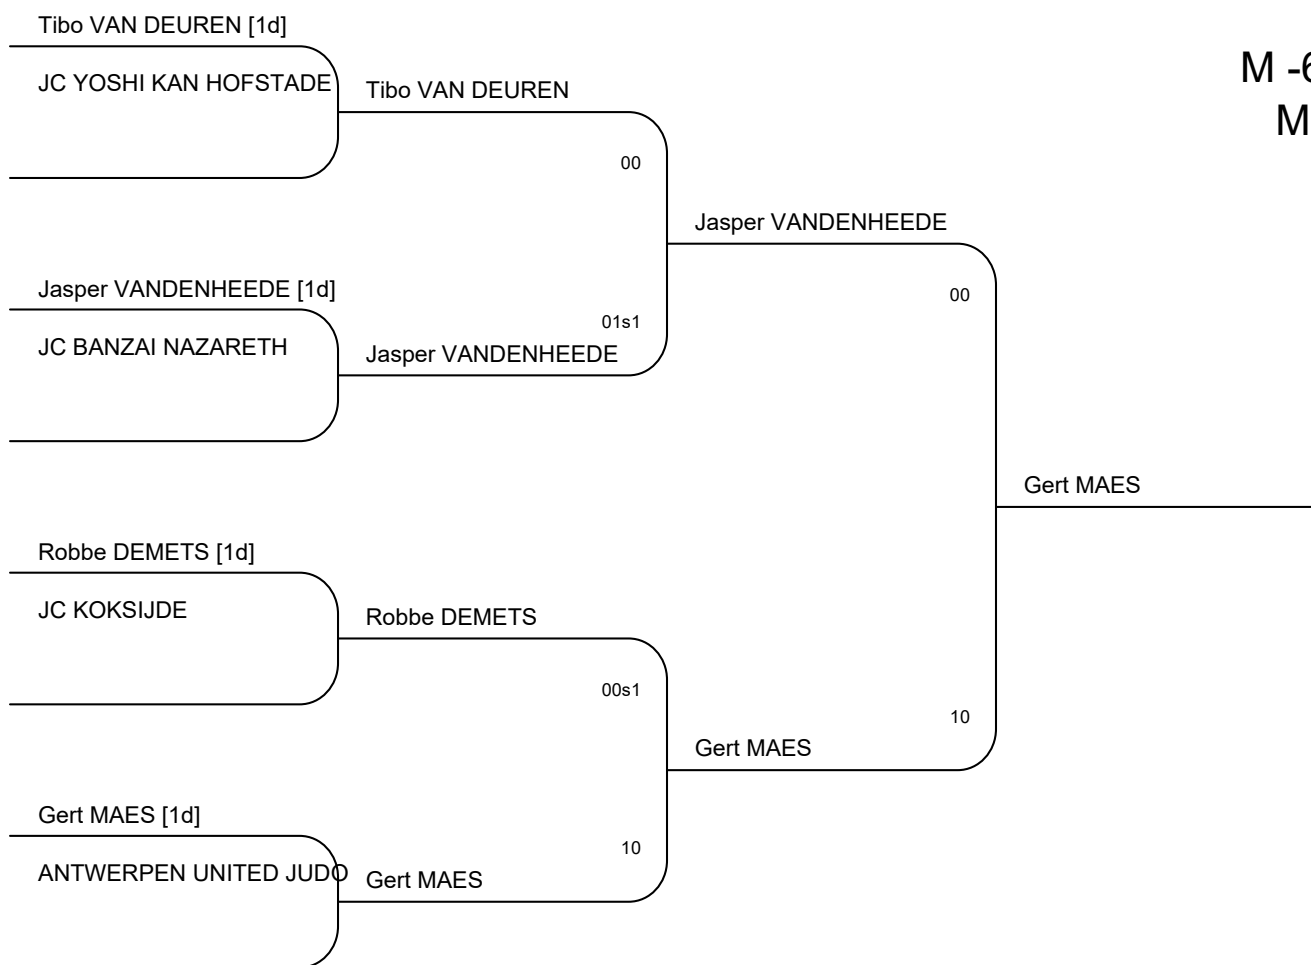 Tibo VAN DEUREN [1d]
JC YOSHI KAN HOFSTADE
Tibo VAN DEUREN
M -6
M
00
Jasper VANDENHEEDE
Jasper VANDENHEEDE [1d]
00
01s1
JC BANZAI NAZARETH
Jasper VANDENHEEDE
Gert MAES
Robbe DEMETS [1d]
JC KOKSIJDE
Robbe DEMETS
00s1
10
Gert MAES
Gert MAES [1d]
10
ANTWERPEN UNITED JUDO
Gert MAES